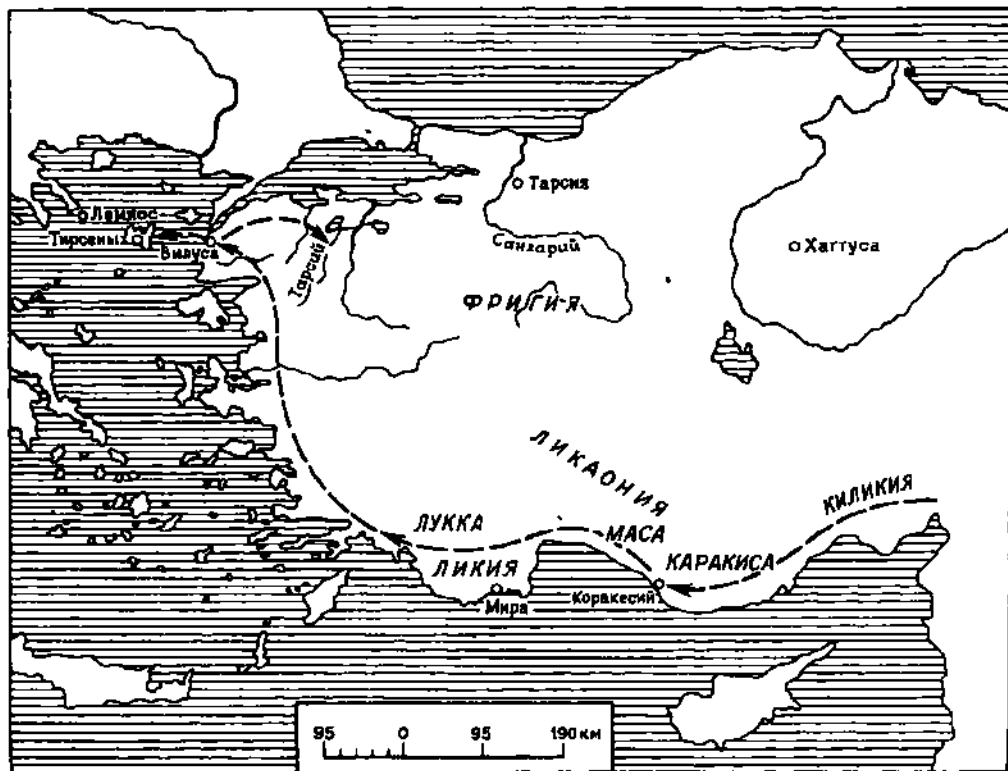 Тарсия
Лемнос
Тирсены
Вилуса
Сангарий
Хаттуса
Тарсий
ФРИГИЯ
ЛИКАОНИЯ
КИЛИКИЯ
ЛУККА
МАСА
КАРАКИСА
ЛИКИЯ
Мира
Коракесий
95 0 95 190 км